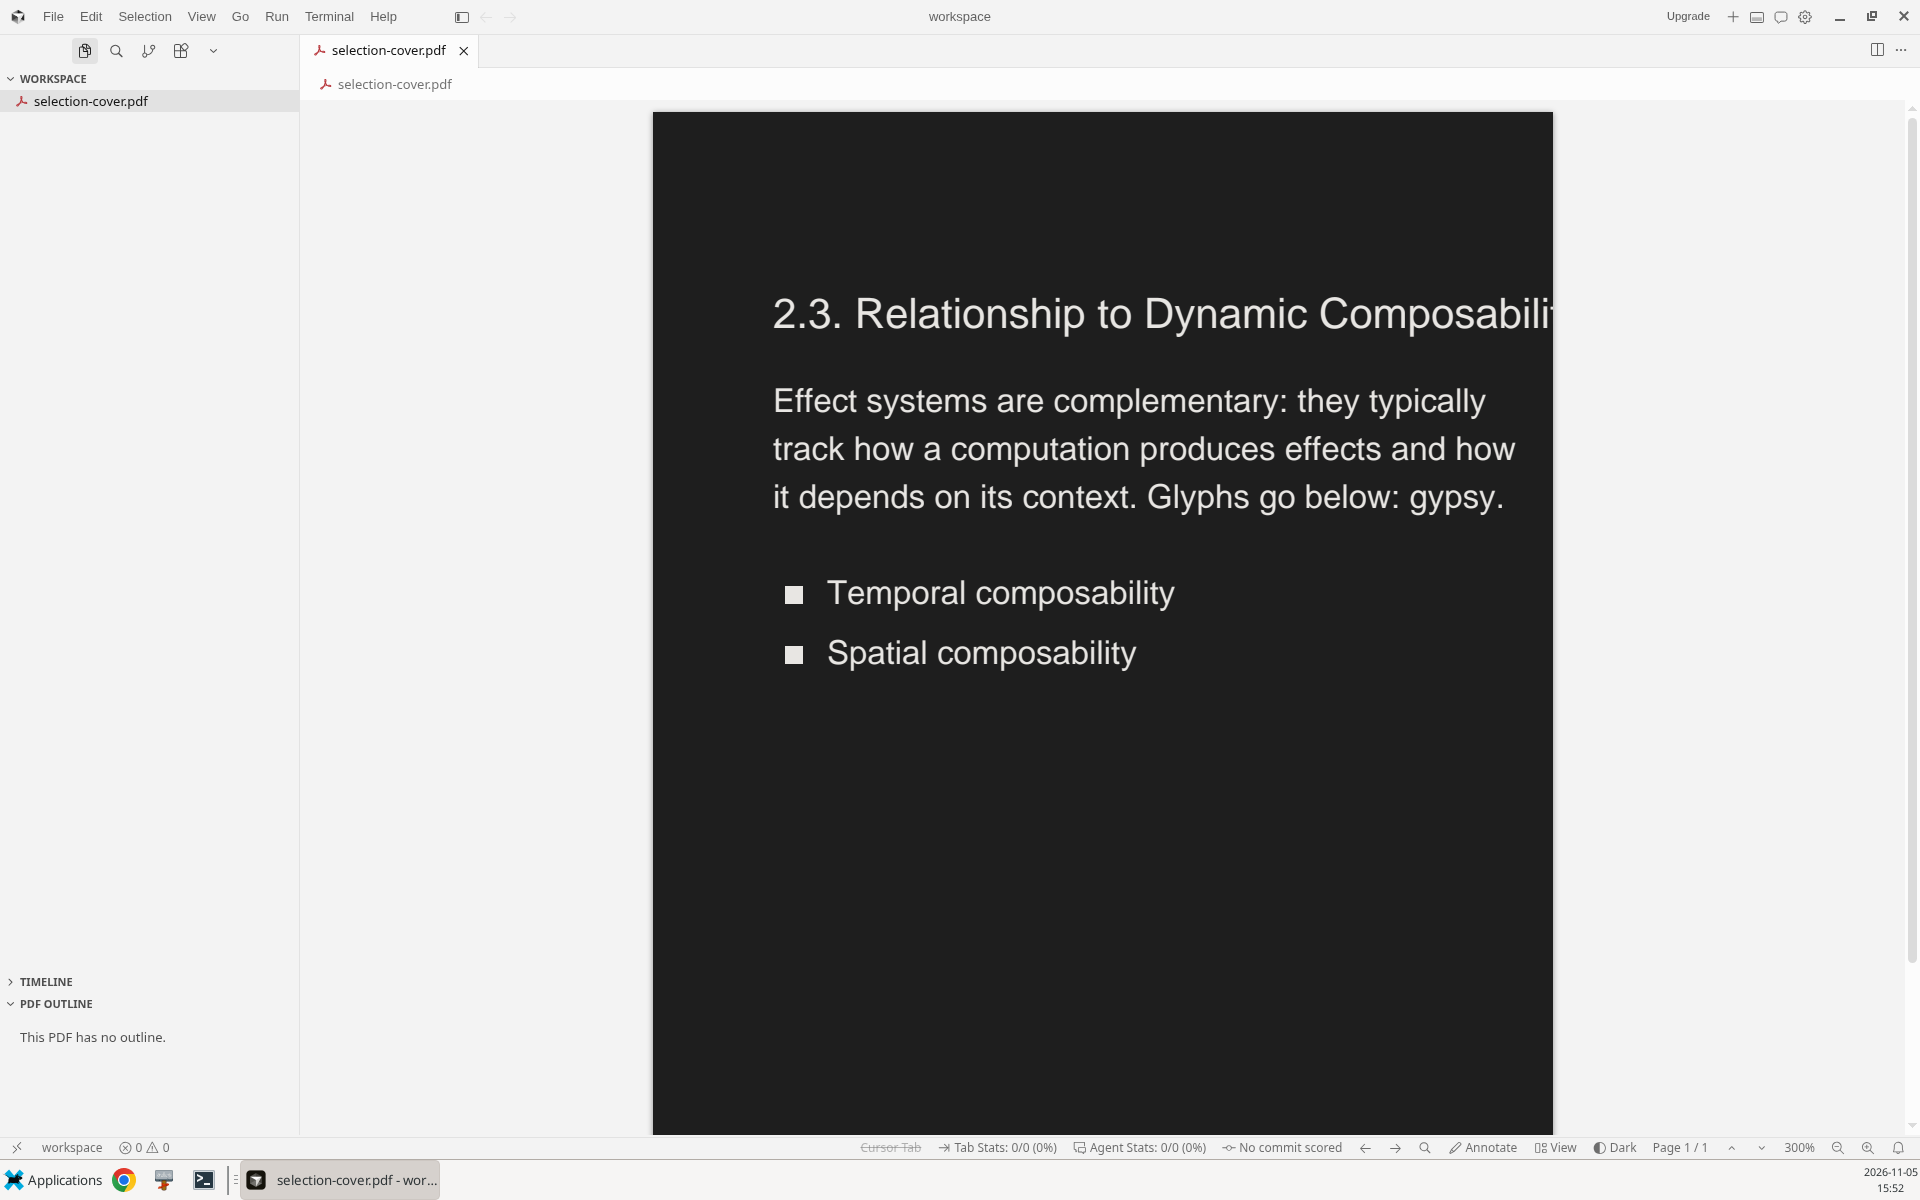 File Edit Selection View Go Run Terminal Help
workspace
Upgrade
selection-cover.pdf
WORKSPACE
selection-cover.pdf
selection-cover.pdf
2.3. Relationship to Dynamic Composabilit
Effect systems are complementary: they typically
track how a computation produces effects and how
it depends on its context. Glyphs go below: gypsy.
Temporal composability
Spatial composability
TIMELINE
PDF OUTLINE
This PDF has no outline.
workspace 0 0 Cursor Tab Tab Stats: 0/0 (0%) Agent Stats: 0/0 (0%) No commit scored Annotate View Dark Page 1 / 1 300%
Applications selection-cover.pdf - wor...
2026-11-05
15:52